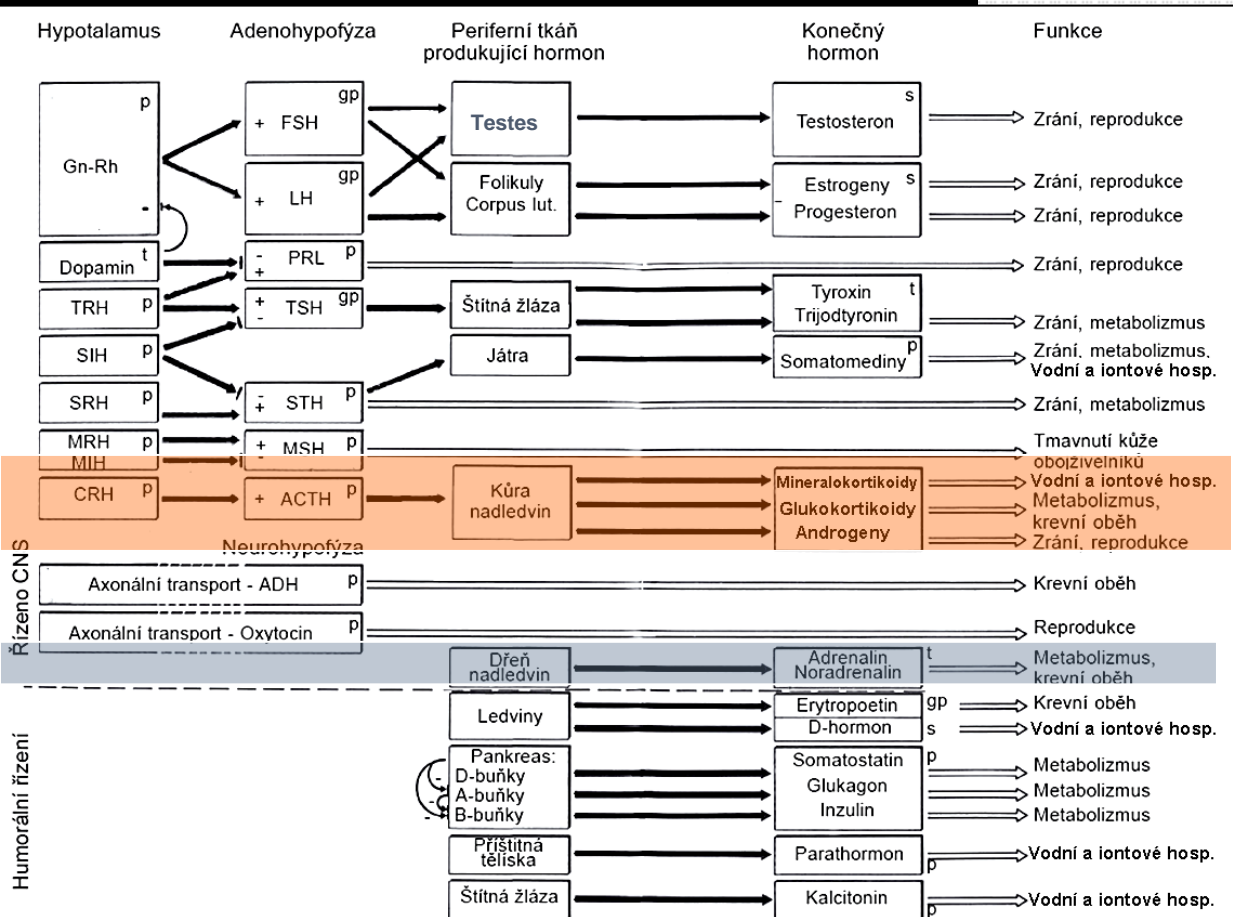 Hypotalamus
Adenohypofýza
Periferní tkáň
produkující hormon
Konečný
hormon
Funkce
p
Gn-Rh
-
gp
+ FSH
gp
+ LH
Testes
Folikuly
Corpus lut.
s
Testosteron
Estrogeny s
- Progesteron
Zrání, reprodukce
Zrání, reprodukce
Zrání, reprodukce
Dopamin t
- PRL p
+
Zrání, reprodukce
TRH p
+ TSH gp
-
Štítná žláza
Tyroxin t
Trijodtyronin
Zrání, metabolizmus
SIH p
Játra
Somatomediny p
Zrání, metabolizmus,
Vodní a iontové hosp.
SRH p
- STH p
+
Zrání, metabolizmus
MRH p
MIH
+ MSH p
-
Tmavnutí kůže
obojživelníků
CRH p
+ ACTH p
Kůra
nadledvin
Mineralokortikoidy
Glukokortikoidy
Androgeny
Vodní a iontové hosp.
Metabolizmus,
krevní oběh
Zrání, reprodukce
Neurohypofýza
Řízeno CNS
Axonální transport - ADH p
Krevní oběh
Axonální transport - Oxytocin p
Reprodukce
Dřeň
nadledvin
Adrenalin t
Noradrenalin
Metabolizmus,
krevní oběh
Humorální řízení
Ledviny
Erytropoetin gp
D-hormon s
Krevní oběh
Vodní a iontové hosp.
Pankreas:
D-buňky
A-buňky
B-buňky
-
-
-
Somatostatin p
Glukagon
Inzulin
Metabolizmus
Metabolizmus
Metabolizmus
Příštitná
tělíska
Parathormon p
Vodní a iontové hosp.
Štítná žláza
Kalcitonin p
Vodní a iontové hosp.